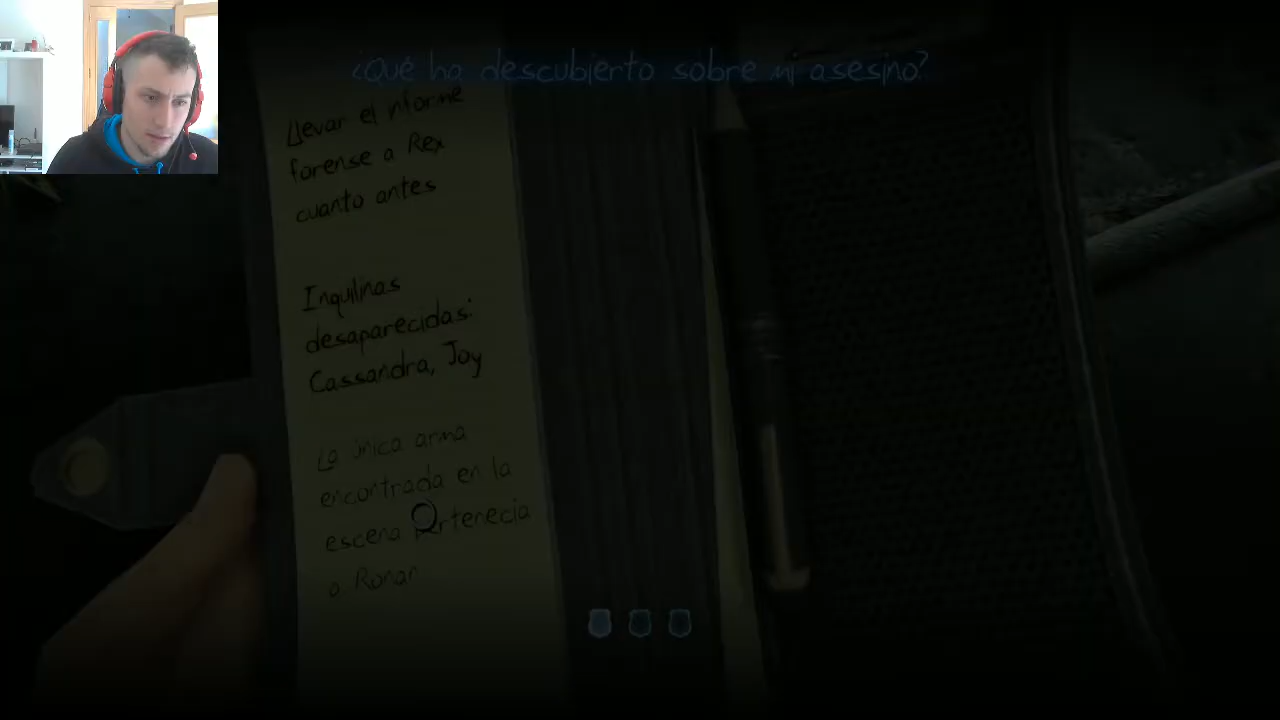 ¿Qué ha descubierto sobre mi asesino?
Llevar el nforme
forense a Rex
cuanto antes
Inquilinas
desaparecidas:
Cassandra, Joy
La única arma
encontrada en la
escena pertenecía
a Ronan